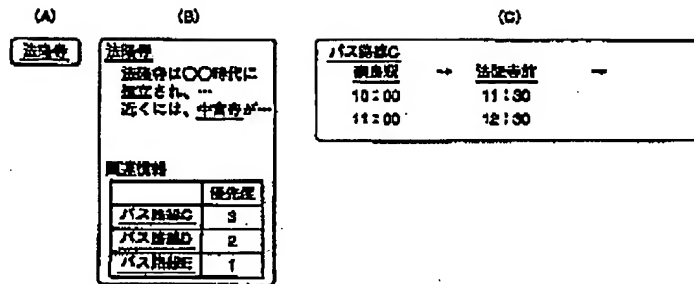 (A)
(B)
(C)
法隆寺
法隆寺
法隆寺は〇〇時代に
建立され、…
近くには、中宮寺が…
関連情報
優先度
バス路線C 3
バス路線D 2
バス路線E 1
バス路線C
奈良駅 → 法隆寺前 →
10:00 11:30
11:00 12:30